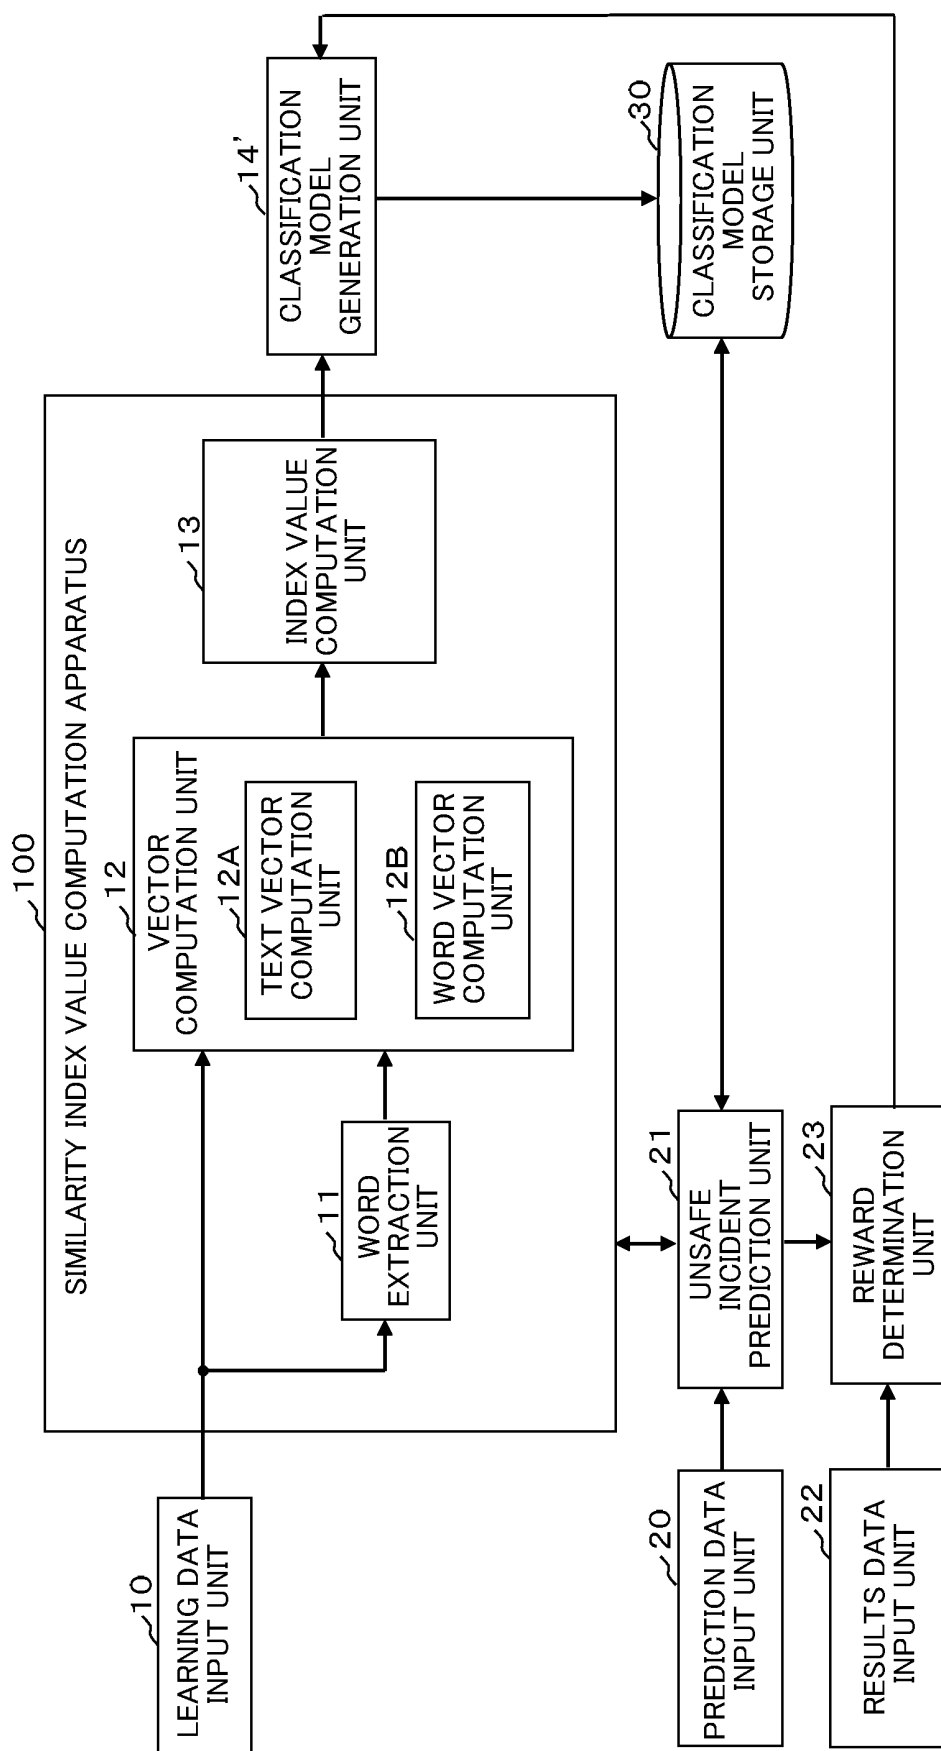 100
SIMILARITY INDEX VALUE COMPUTATION APPARATUS
10
LEARNING DATA
INPUT UNIT
11
WORD
EXTRACTION
UNIT
12
VECTOR
COMPUTATION UNIT
12A
TEXT VECTOR
COMPUTATION
UNIT
12B
WORD VECTOR
COMPUTATION
UNIT
13
INDEX VALUE
COMPUTATION
UNIT
14'
CLASSIFICATION
MODEL
GENERATION UNIT
20
PREDICTION DATA
INPUT UNIT
21
UNSAFE
INCIDENT
PREDICTION UNIT
30
CLASSIFICATION
MODEL
STORAGE UNIT
22
RESULTS DATA
INPUT UNIT
23
REWARD
DETERMINATION
UNIT